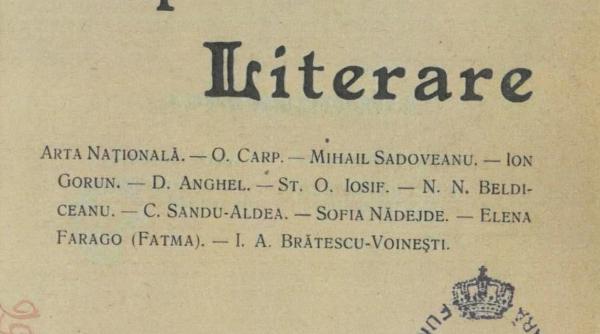 Literare
ARTA NAȚIONALĂ. — O. CARP. — MIHAIL SADOVEANU. — ION
GORUN. — D. ANGHEL. — ST. O. IOSIF. — N. N. BELDI-
CEANU. — C. SANDU-ALDEA. — SOFIA NĂDEJDE. — ELENA
FARAGO (FATMA). — I. A. BRĂTESCU-VOINEȘTI.